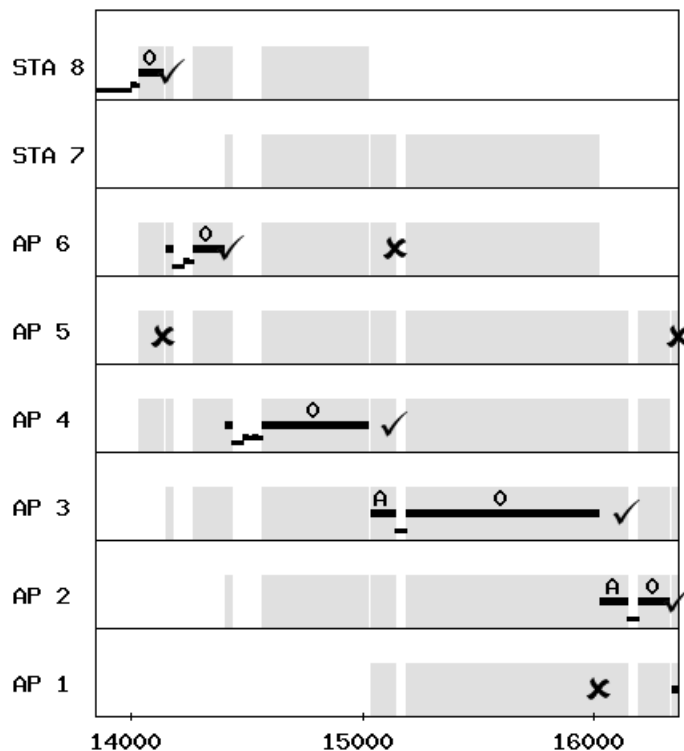 STA 8
O
STA 7
AP 6
O
AP 5
AP 4
O
AP 3
A O
AP 2
A O
AP 1
14000 15000 16000